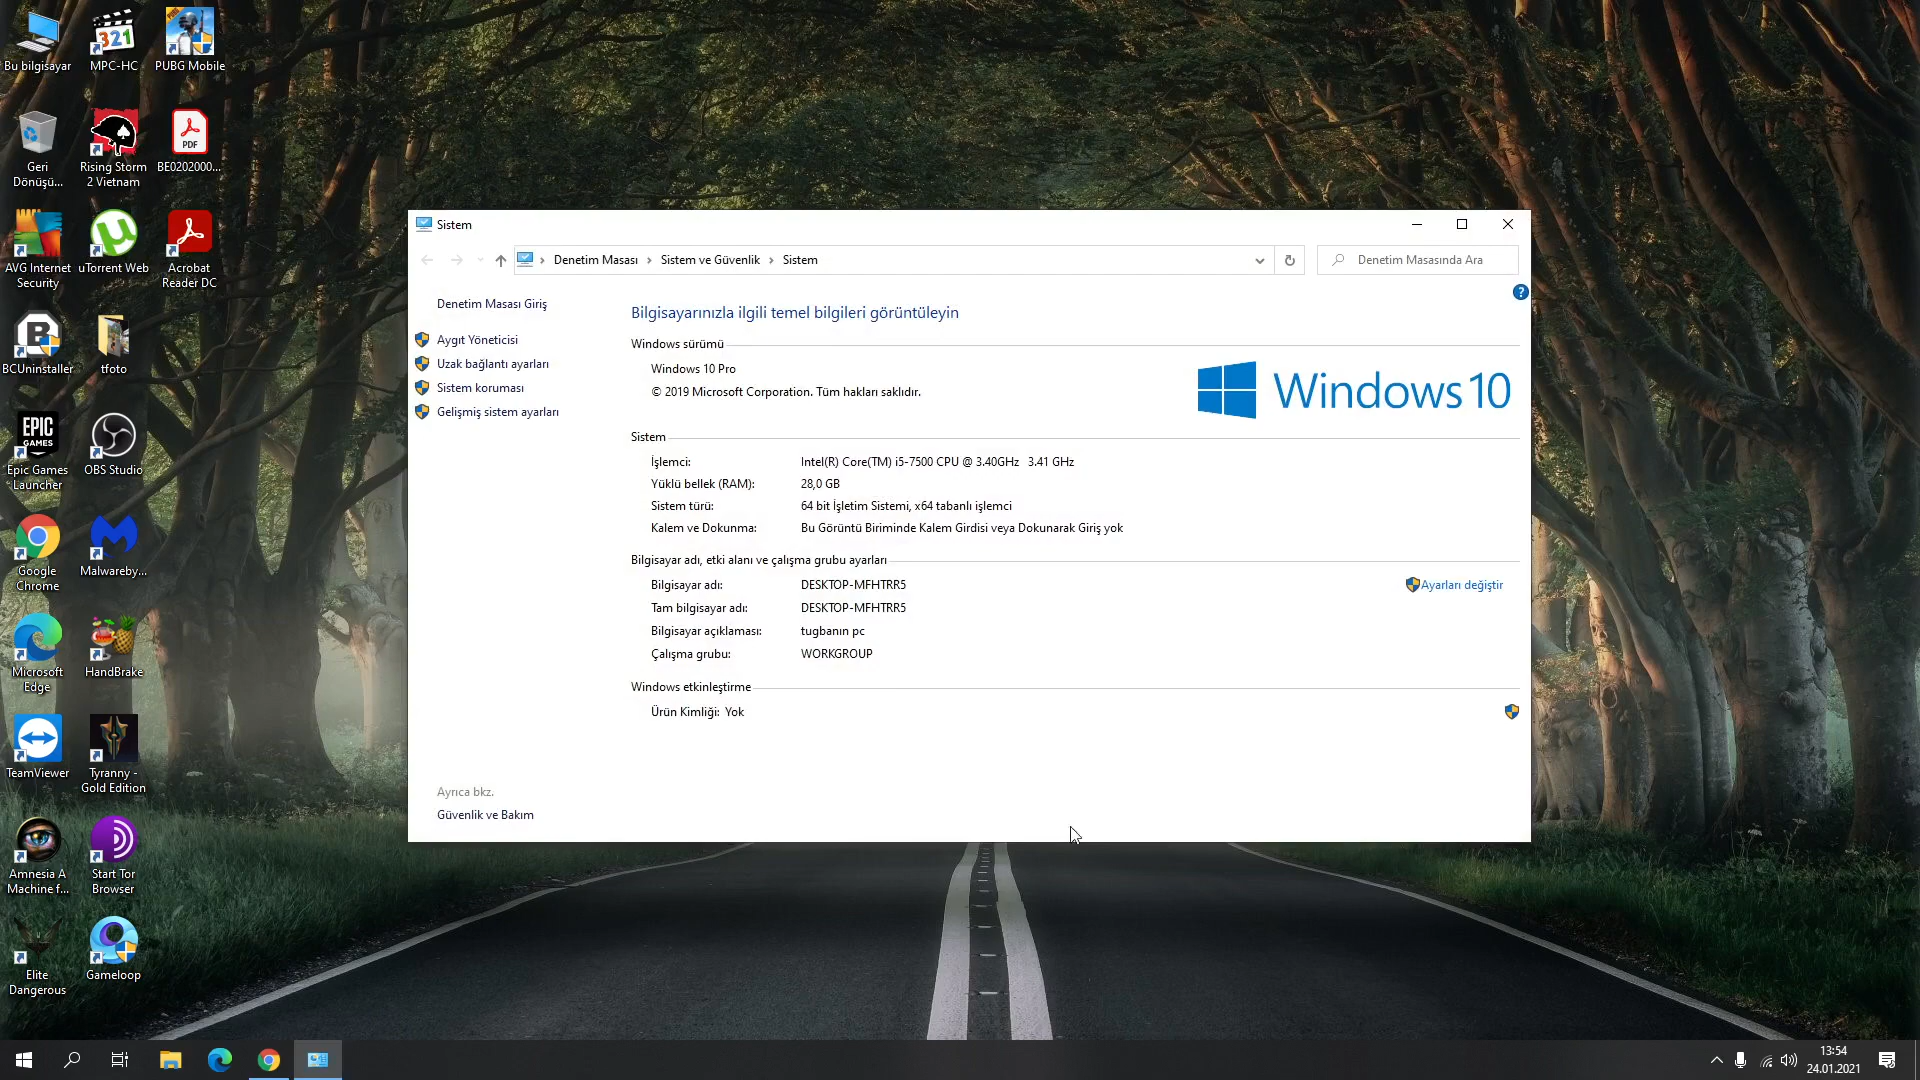 Bu bilgisayar
MPC-HC
PUBG Mobile
Geri
Dönüşü...
Rising Storm
2 Vietnam
PDF
BE0202000...
AVG Internet
Security
uTorrent Web
Acrobat
Reader DC
BCUninstaller
tfoto
EPIC
GAMES
Epic Games
Launcher
OBS Studio
Google
Chrome
Malwareby...
Microsoft
Edge
HandBrake
TeamViewer
Tyranny -
Gold Edition
Amnesia A
Machine f...
Start Tor
Browser
Elite
Dangerous
Gameloop
Sistem
Denetim Masası › Sistem ve Güvenlik › Sistem
Denetim Masasında Ara
Denetim Masası Giriş
Aygıt Yöneticisi
Uzak bağlantı ayarları
Sistem koruması
Gelişmiş sistem ayarları
Ayrıca bkz.
Güvenlik ve Bakım
Bilgisayarınızla ilgili temel bilgileri görüntüleyin
Windows sürümü
Windows 10 Pro
© 2019 Microsoft Corporation. Tüm hakları saklıdır.
Windows 10
Sistem
İşlemci: Intel(R) Core(TM) i5-7500 CPU @ 3.40GHz 3.41 GHz
Yüklü bellek (RAM): 28,0 GB
Sistem türü: 64 bit İşletim Sistemi, x64 tabanlı işlemci
Kalem ve Dokunma: Bu Görüntü Biriminde Kalem Girdisi veya Dokunarak Giriş yok
Bilgisayar adı, etki alanı ve çalışma grubu ayarları
Bilgisayar adı: DESKTOP-MFHTRR5
Ayarları değiştir
Tam bilgisayar adı: DESKTOP-MFHTRR5
Bilgisayar açıklaması: tugbanın pc
Çalışma grubu: WORKGROUP
Windows etkinleştirme
Ürün Kimliği: Yok
13:54
24.01.2021